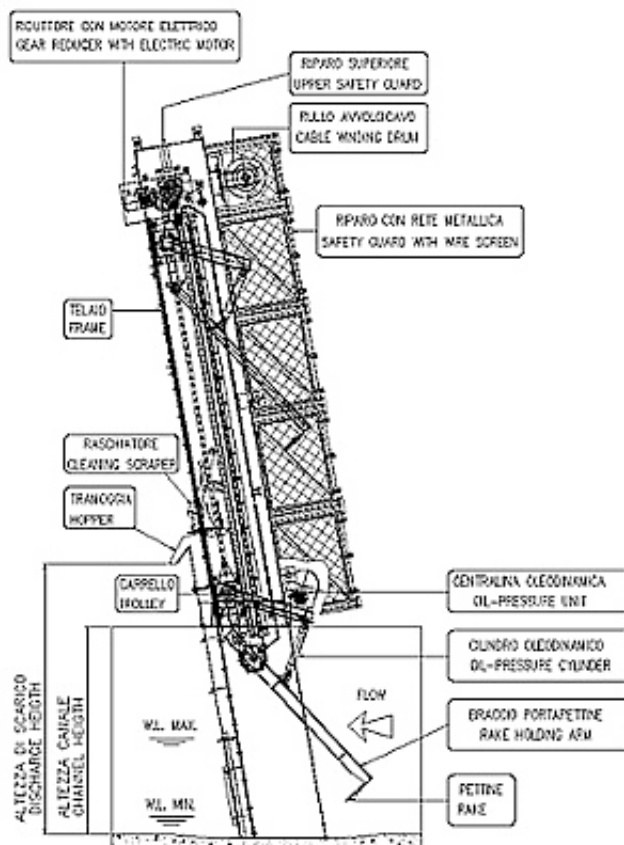 RIDUTTORE CON MOTORE ELETTRICO
GEAR REDUCER WITH ELECTRIC MOTOR
RIPARO SUPERIORE
UPPER SAFETY GUARD
RULLO AVVOLGICAVO
CABLE WINDING DRUM
RIPARO CON RETE METALLICA
SAFETY GUARD WITH WIRE SCREEN
TELAIO
FRAME
RASCHIATORE
CLEANING SCRAPER
TRAMOGGIA
HOPPER
CARRELLO
TROLLEY
CENTRALINA OLEODINAMICA
OIL-PRESSURE UNIT
CILINDRO OLEODINAMICO
OIL-PRESSURE CYLINDER
FLOW
BRACCIO PORTAPETTINE
RAKE HOLDING ARM
PETTINE
RAKE
W.L. MAX.
W.L. MIN.
ALTEZZA DI SCARICO
DISCHARGE HEIGTH
ALTEZZA CANALE
CHANNEL HEIGTH